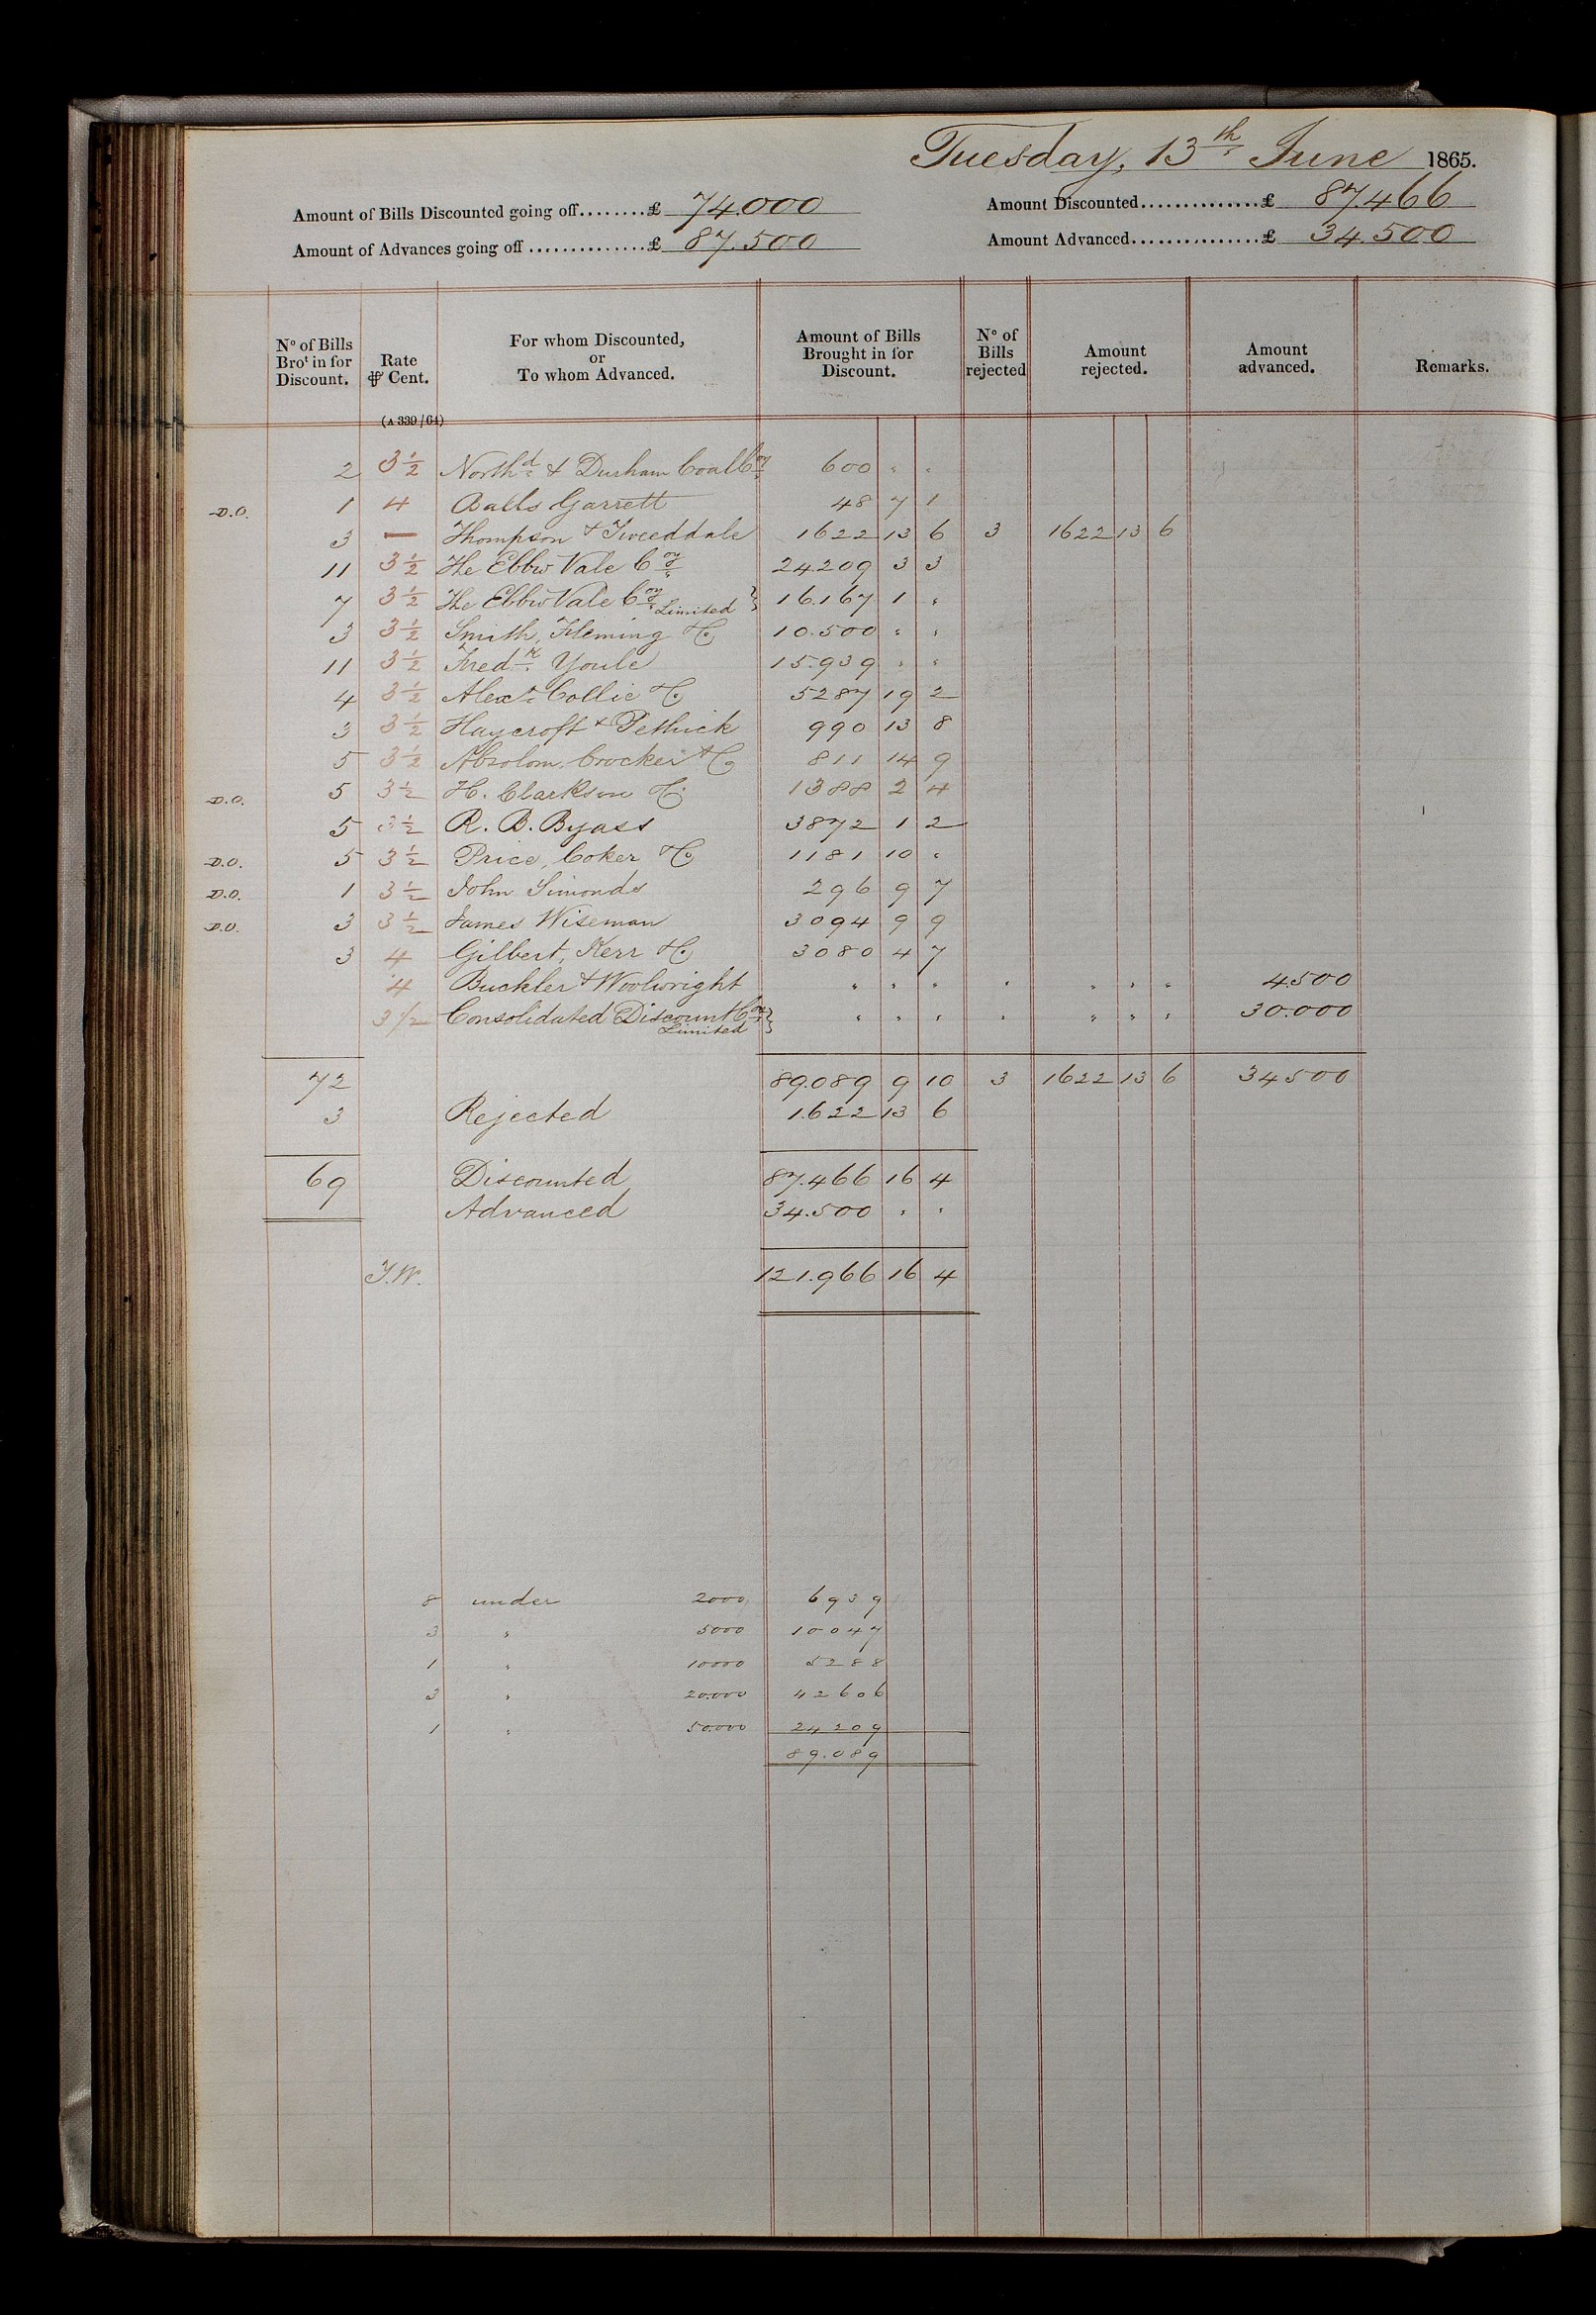 Tuesday, 13th June 1865.
Amount of Bills Discounted going off........£ 74.000 Amount Discounted..............£ 87.466
Amount of Advances going off ..............£ 87.500 Amount Advanced...............£ 34.500
No of Bills Brot in for Discount. Rate ⅌ Cent. For whom Discounted, or To whom Advanced. Amount of Bills Brought in for Discount. No of Bills rejected Amount rejected. Amount advanced. Remarks.
(A 339/64)
2 3½ Northd & Durham Coal Coy 600 " "
D.O. 1 4 Balls Garrett 48 7 1
3 — Thompson & Tweeddale 1622 13 6 3 1622 13 6
11 3½ The Ebbw Vale Coy 24.209 3 3
7 3½ The Ebbw Vale Coy Limited } 16.167 1 "
3 3½ Smith, Fleming & Co 10.500 " "
11 3½ Fredk Youle 15.939 " "
4 3½ Alexr Collie & Co 5287 19 2
3 3½ Haycroft & Pethick 990 13 8
5 3½ Absolom, Crocker & Co 811 14 9
D.O. 5 3½ H. Clarkson & Co 1388 2 4
5 3½ R. B. Byass 3872 1 2
D.O. 5 3½ Price, Coker & Co 1181 10 "
D.O. 1 3½ John Simonds 296 9 7
D.O. 3 3½ James Wiseman 3094 9 9
3 4 Gilbert, Kerr & Co 3080 4 7
4 Buckler & Woolwright " " " " " " " 4500
3½ Consolidated Discount Coy Limited } " " " " " " " 30.000
72 89.089 9 10 3 1622 13 6 34500
3 Rejected 1.622 13 6
69 Discounted 87.466 16 4
Advanced 34.500 " "
T.W. 121.966 16 4
8 under 2000 6939
3 " 5000 10047
1 " 10000 5288
3 " 20.000 42606
1 " 50.000 24209
89.089